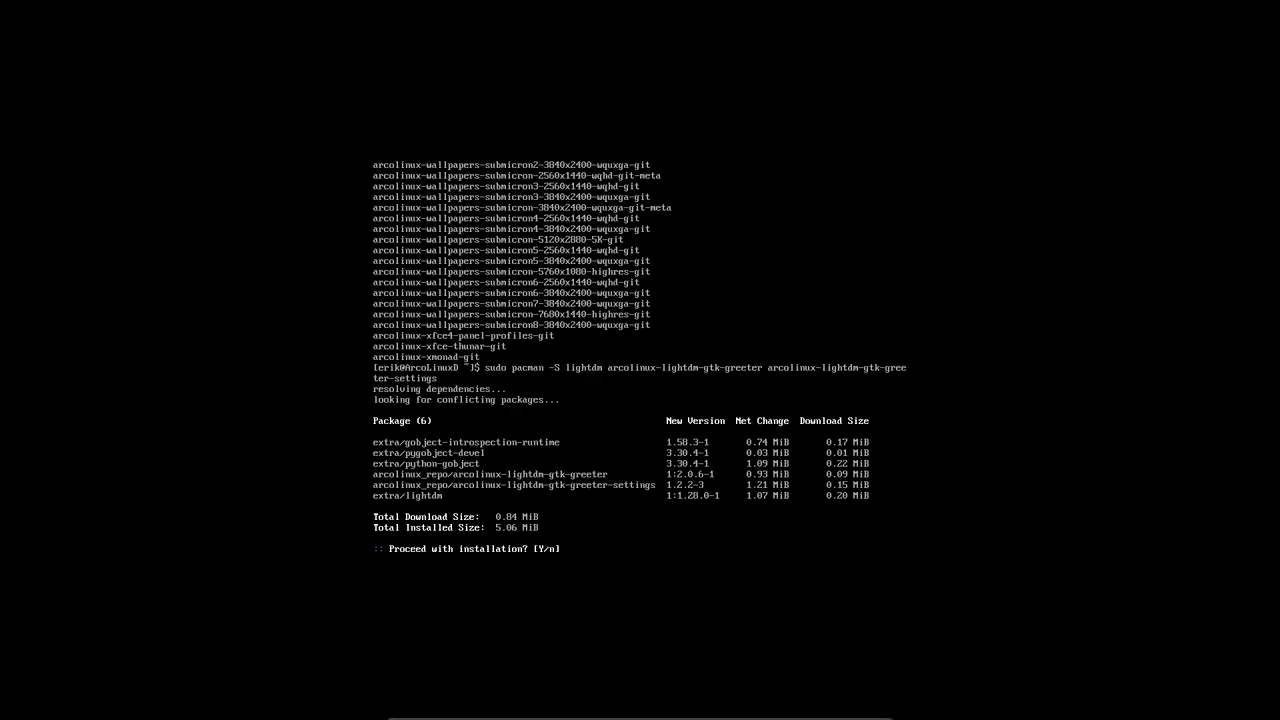 arcolinux-wallpapers-submicron2-3840x2400-wquxga-git
arcolinux-wallpapers-submicron-2560x1440-wqhd-git-meta
arcolinux-wallpapers-submicron3-2560x1440-wqhd-git
arcolinux-wallpapers-submicron3-3840x2400-wquxga-git
arcolinux-wallpapers-submicron-3840x2400-wquxga-git-meta
arcolinux-wallpapers-submicron4-2560x1440-wqhd-git
arcolinux-wallpapers-submicron4-3840x2400-wquxga-git
arcolinux-wallpapers-submicron-5120x2880-5K-git
arcolinux-wallpapers-submicron5-2560x1440-wqhd-git
arcolinux-wallpapers-submicron5-3840x2400-wquxga-git
arcolinux-wallpapers-submicron-5760x1080-highres-git
arcolinux-wallpapers-submicron6-2560x1440-wqhd-git
arcolinux-wallpapers-submicron6-3840x2400-wquxga-git
arcolinux-wallpapers-submicron7-3840x2400-wquxga-git
arcolinux-wallpapers-submicron-7680x1440-highres-git
arcolinux-wallpapers-submicron8-3840x2400-wquxga-git
arcolinux-xfce4-panel-profiles-git
arcolinux-xfce-thunar-git
arcolinux-xmonad-git
[erik@ArcoLinuxD ~]$ sudo pacman -S lightdm arcolinux-lightdm-gtk-greeter arcolinux-lightdm-gtk-gree
ter-settings
resolving dependencies...
looking for conflicting packages...
Package (6) New Version Net Change Download Size
extra/gobject-introspection-runtime 1.58.3-1 0.74 MiB 0.17 MiB
extra/pygobject-devel 3.30.4-1 0.03 MiB 0.01 MiB
extra/python-gobject 3.30.4-1 1.09 MiB 0.22 MiB
arcolinux_repo/arcolinux-lightdm-gtk-greeter 1:2.0.6-1 0.93 MiB 0.09 MiB
arcolinux_repo/arcolinux-lightdm-gtk-greeter-settings 1.2.2-3 1.21 MiB 0.15 MiB
extra/lightdm 1:1.28.0-1 1.07 MiB 0.20 MiB
Total Download Size: 0.84 MiB
Total Installed Size: 5.06 MiB
:: Proceed with installation? [Y/n]